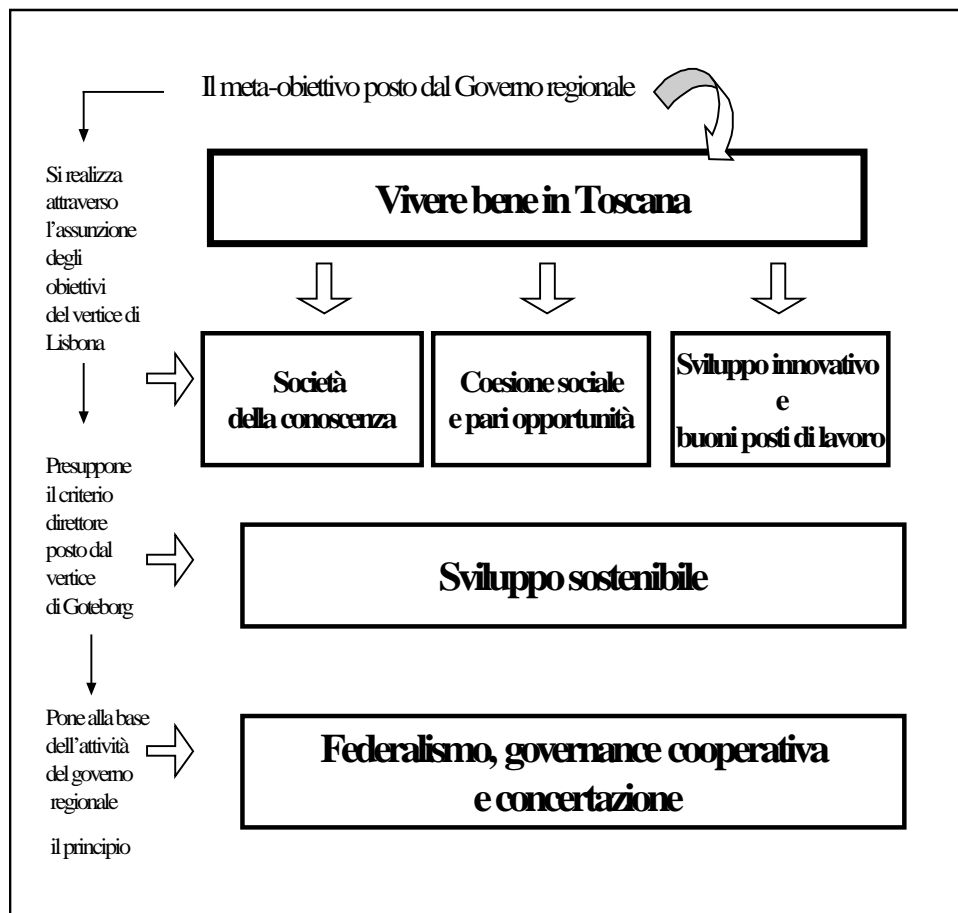 Il meta-obiettivo posto dal Governo regionale
Vivere bene in Toscana
Si realizza
attraverso
l’assunzione
degli
obiettivi
del vertice di
Lisbona
Società
della conoscenza
Coesione sociale
e pari opportunità
Sviluppo innovativo
e
buoni posti di lavoro
Presuppone
il criterio
direttore
posto dal
vertice
di Goteborg
Sviluppo sostenibile
Pone alla base
dell’attività
del governo
regionale
il principio
Federalismo, governance cooperativa
e concertazione